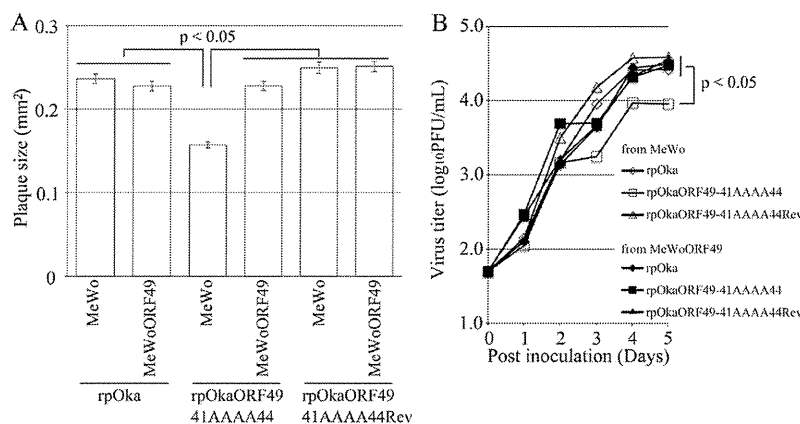 A
p < 0.05
Plaque size (mm²)
0.3
0.2
0.1
0
MeWo
MeWoORF49
MeWo
MeWoORF49
MeWo
MeWoORF49
rpOka
rpOkaORF49
41AAAA44
rpOkaORF49
41AAAA44Rev
B
Virus titer (log₁₀PFU/mL)
5.0
4.0
3.0
2.0
1.0
p < 0.05
from MeWo
rpOka
rpOkaORF49-41AAAA44
rpOkaORF49-41AAAA44Rev
from MeWoORF49
rpOka
rpOkaORF49-41AAAA44
rpOkaORF49-41AAAA44Rev
0 1 2 3 4 5
Post inoculation (Days)